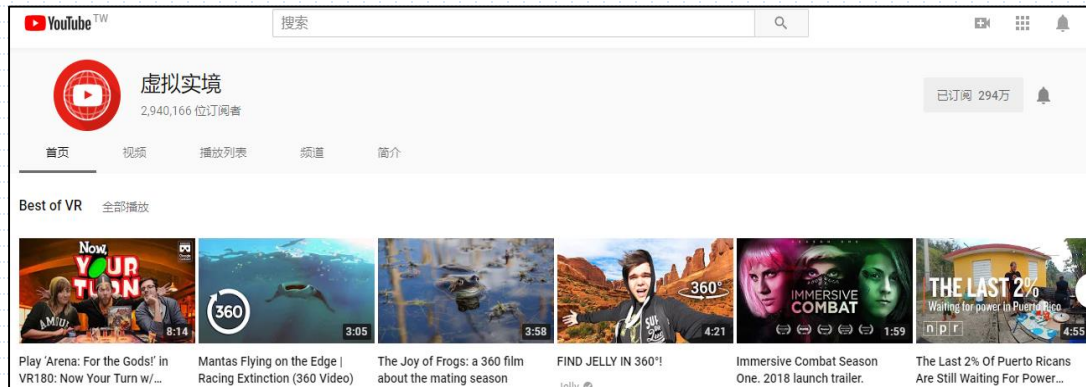 YouTube TW
搜索
虚拟实境
2,940,166 位订阅者
已订阅 294万
首页 视频 播放列表 频道 简介
Best of VR 全部播放
Now
YOUR
TURN
8:14
360
3:05
3:58
360°
4:21
IMMERSIVE
COMBAT
1:59
THE LAST 2%
Waiting for power in Puerto Rico
npr
4:55
Play 'Arena: For the Gods!' in
VR180: Now Your Turn w/...
Mantas Flying on the Edge |
Racing Extinction (360 Video)
The Joy of Frogs: a 360 film
about the mating season
FIND JELLY IN 360°!
Jelly
Immersive Combat Season
One. 2018 launch trailer.
The Last 2% Of Puerto Ricans
Are Still Waiting For Power...